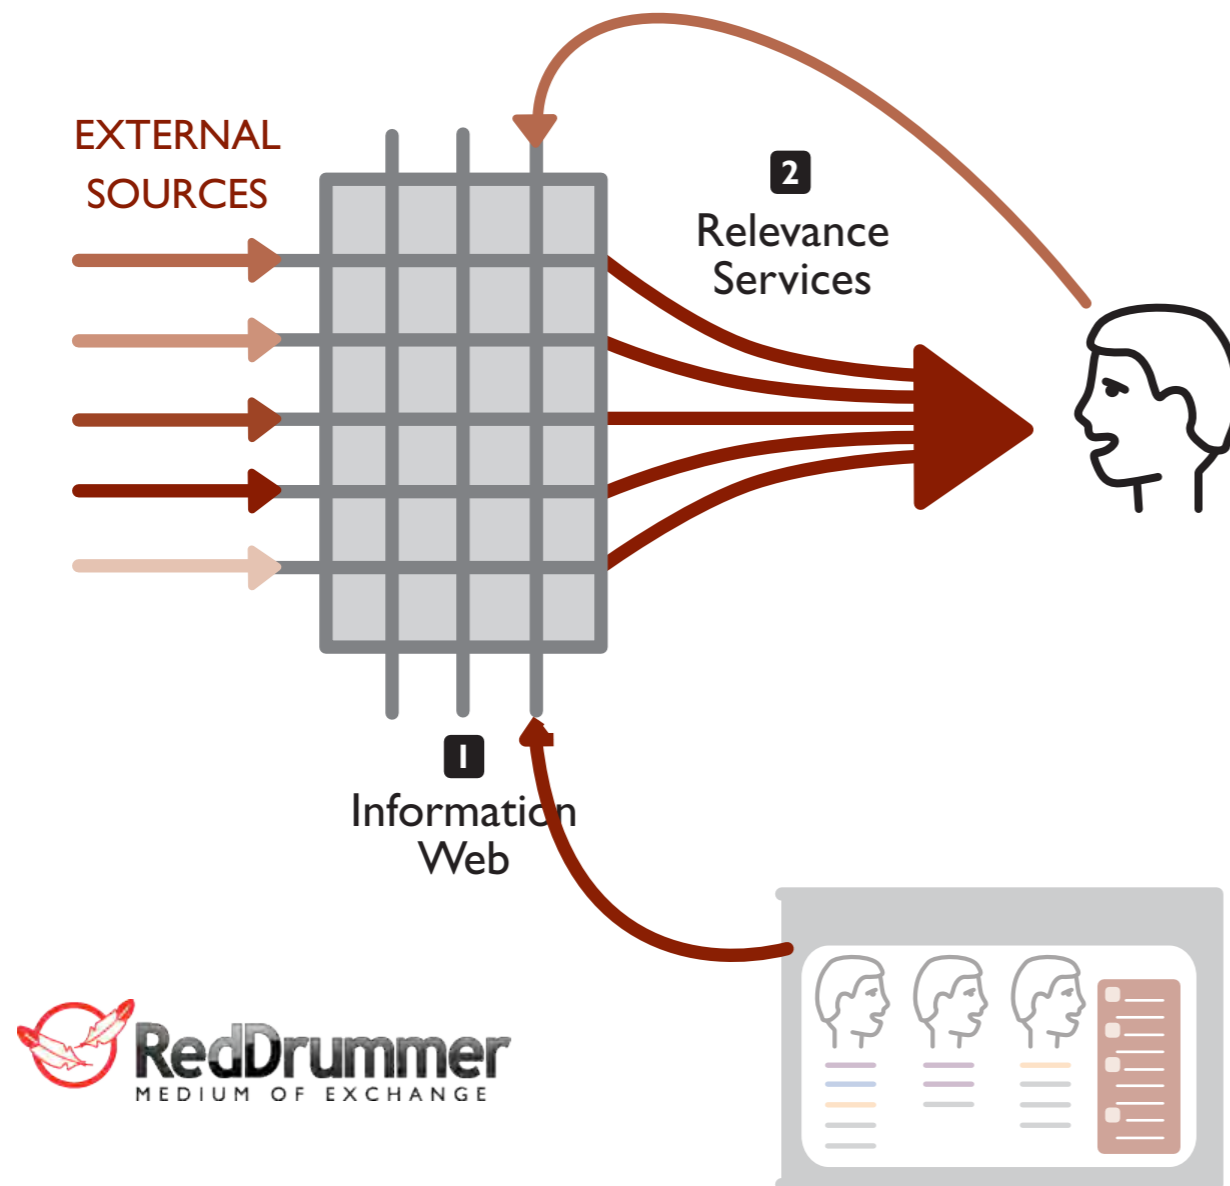 EXTERNAL
SOURCES
2
Relevance
Services
1
Information
Web
RedDrummer
MEDIUM OF EXCHANGE